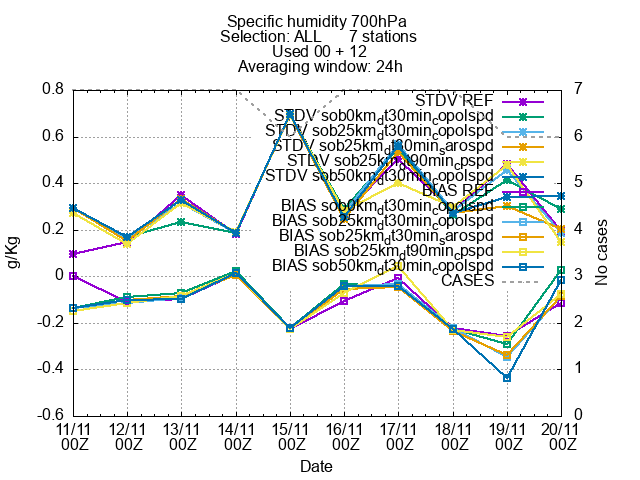 Specific humidity 700hPa
Selection: ALL 7 stations
Used 00 + 12
Averaging window: 24h
STDV REF
STDV sob0km_dt30min_copolspd
STDV sob25km_dt30min_copolspd
STDV sob25km_dt30min_sarospd
STDV sob25km_dt90min_cpspd
STDV sob50km_dt30min_copolspd
BIAS REF
BIAS sob0km_dt30min_copolspd
BIAS sob25km_dt30min_copolspd
BIAS sob25km_dt30min_sarospd
BIAS sob25km_dt90min_cpspd
BIAS sob50km_dt30min_copolspd
CASES
g/Kg
0.8
0.6
0.4
0.2
0
-0.2
-0.4
-0.6
No cases
7
6
5
4
3
2
1
0
11/11 12/11 13/11 14/11 15/11 16/11 17/11 18/11 19/11 20/11
00Z 00Z 00Z 00Z 00Z 00Z 00Z 00Z 00Z 00Z
Date